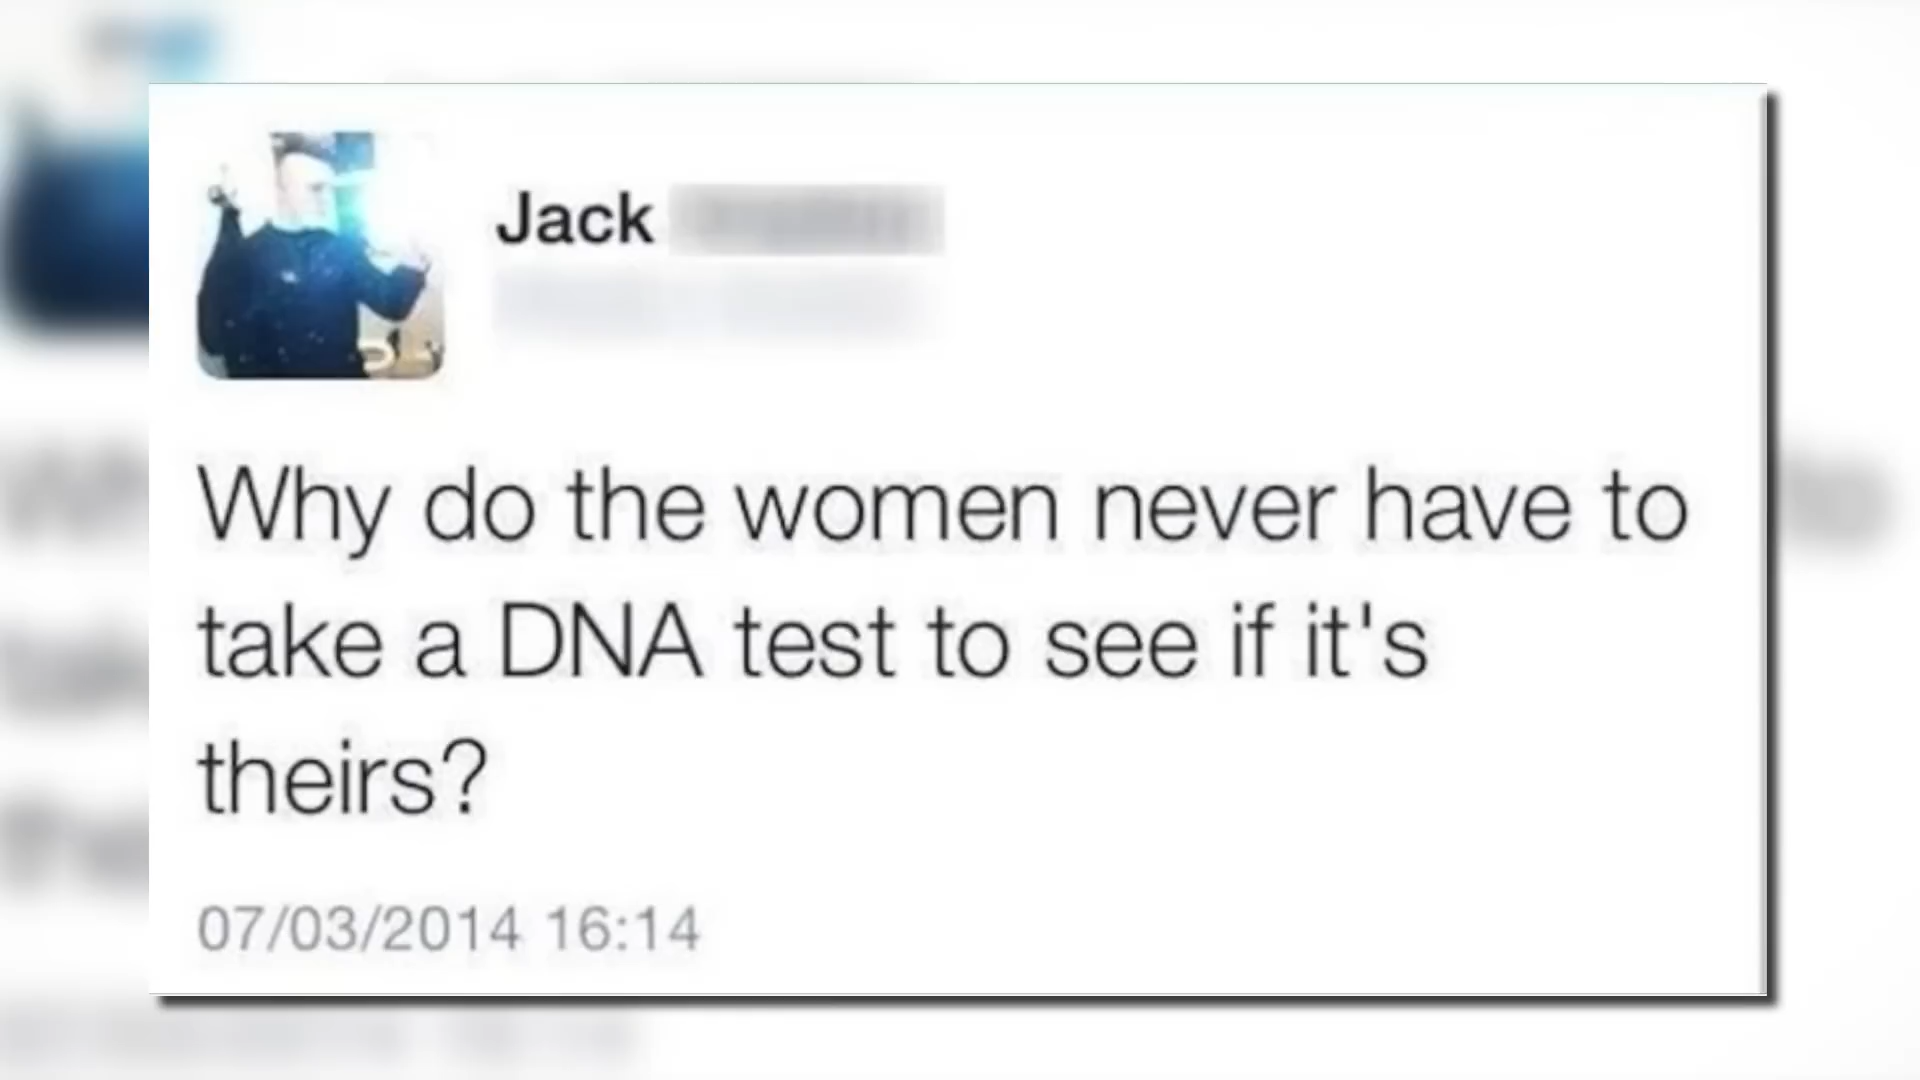 Jack
Why do the women never have to
take a DNA test to see if it's
theirs?
07/03/2014 16:14